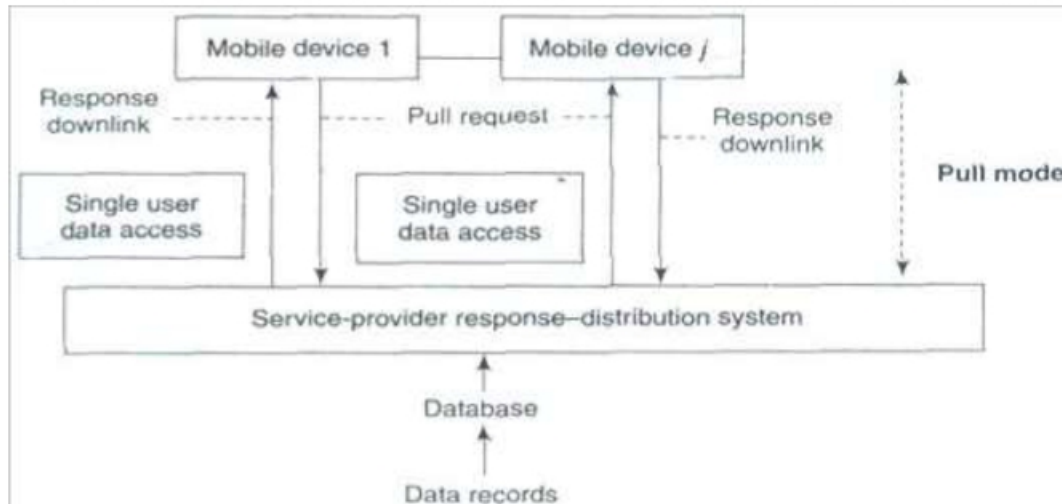 Mobile device 1
Mobile device j
Response
downlink
Pull request
Response
downlink
Pull mode
Single user
data access
Single user
data access
Service-provider response–distribution system
Database
Data records